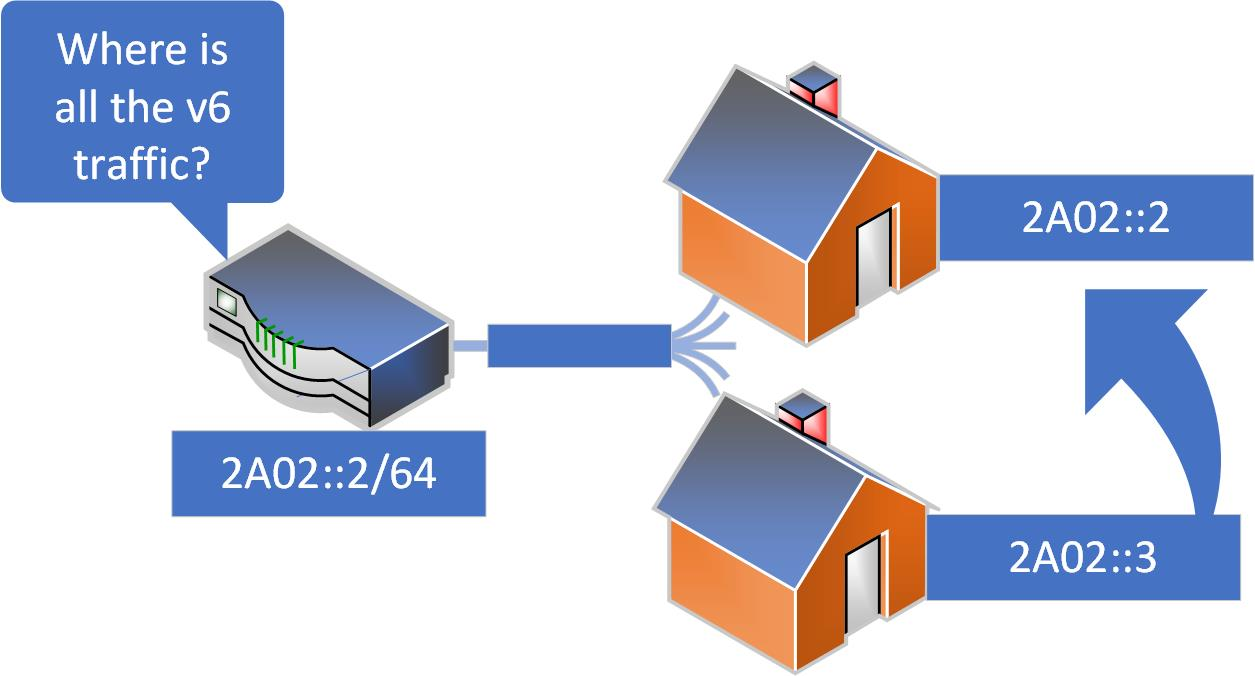 Where is
all the v6
traffic?
2A02::2
2A02::2/64
2A02::3